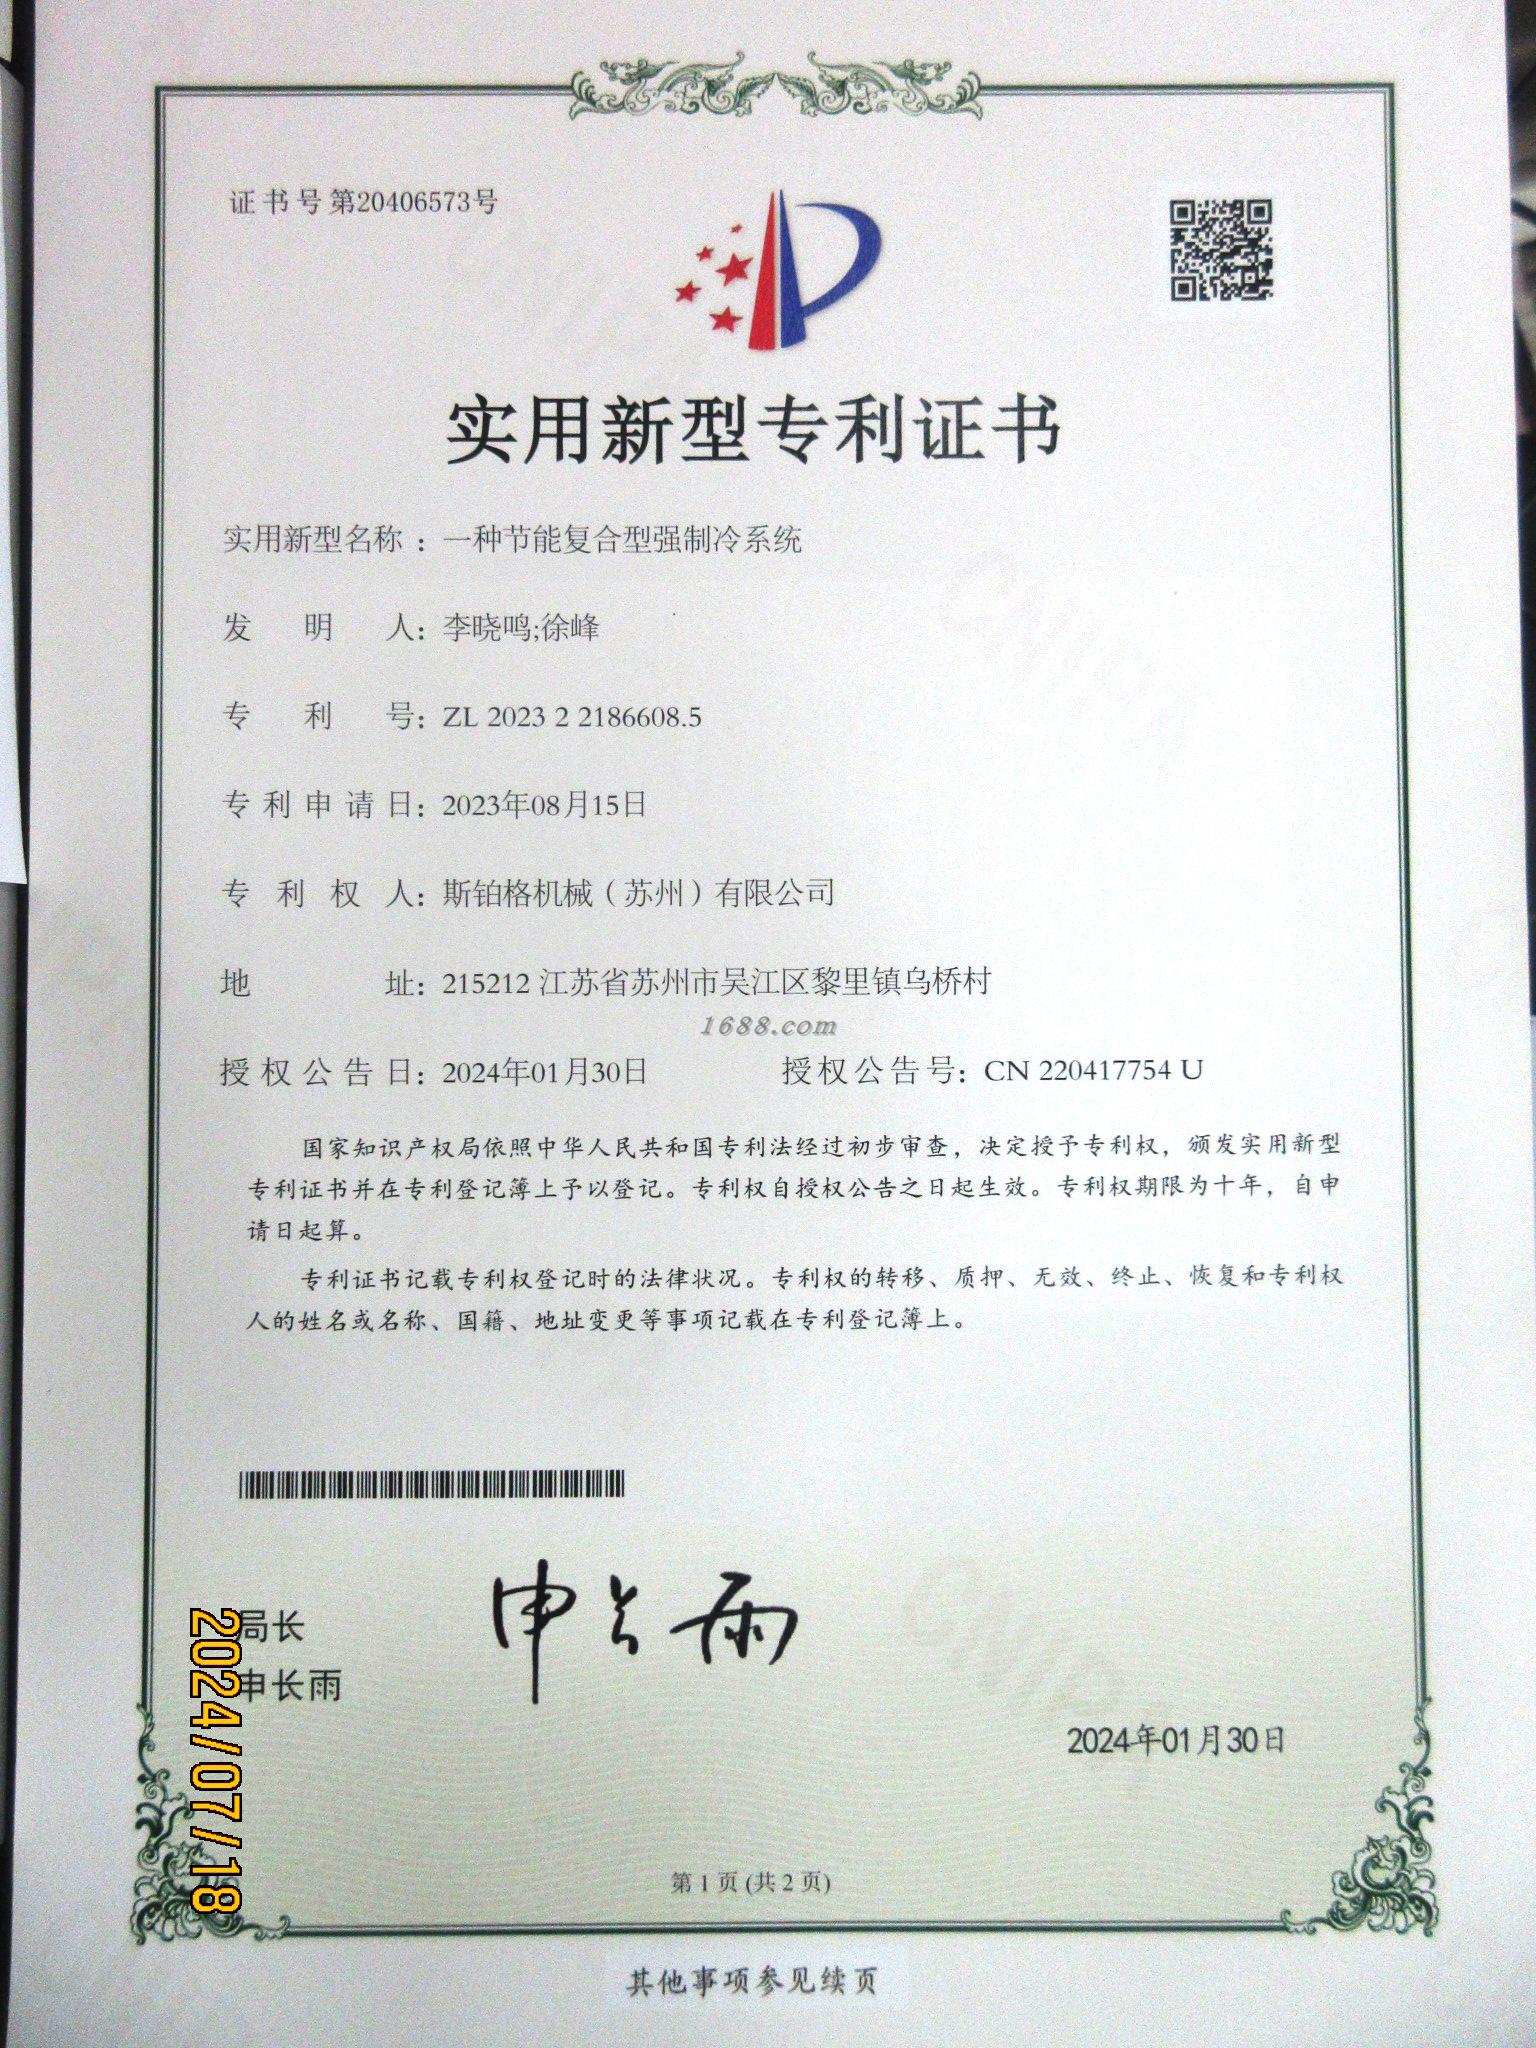 证书号第20406573号
实用新型专利证书
实用新型名称：一种节能复合型强制冷系统
发明人：李晓鸣;徐峰
专利号：ZL 2023 2 2186608.5
专利申请日：2023年08月15日
专利权人：斯铂格机械（苏州）有限公司
地址：215212 江苏省苏州市吴江区黎里镇乌桥村
1688.com
授权公告日：2024年01月30日 授权公告号：CN 220417754 U
国家知识产权局依照中华人民共和国专利法经过初步审查，决定授予专利权，颁发实用新型
专利证书并在专利登记簿上予以登记。专利权自授权公告之日起生效。专利权期限为十年，自申
请日起算。
专利证书记载专利权登记时的法律状况。专利权的转移、质押、无效、终止、恢复和专利权
人的姓名或名称、国籍、地址变更等事项记载在专利登记簿上。
局长
申长雨
申长雨
2024年01月30日
2024/07/18
第 1 页 (共 2 页)
其他事项参见续页